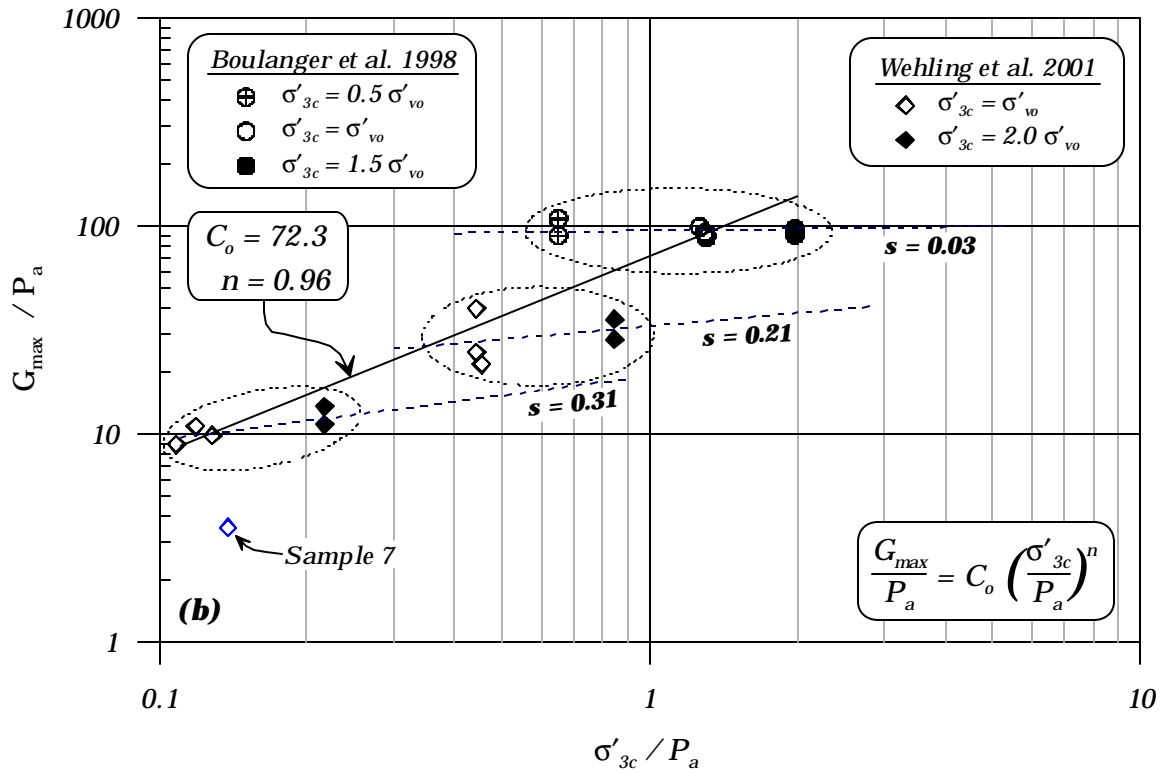 1000
100
10
1
G_max / P_a
Boulanger et al. 1998
σ'_3c = 0.5 σ'_vo
σ'_3c = σ'_vo
σ'_3c = 1.5 σ'_vo
Wehling et al. 2001
σ'_3c = σ'_vo
σ'_3c = 2.0 σ'_vo
C_o = 72.3
n = 0.96
s = 0.03
s = 0.21
s = 0.31
Sample 7
(b)
G_max / P_a = C_o (σ'_3c / P_a)^n
0.1
1
10
σ'_3c / P_a